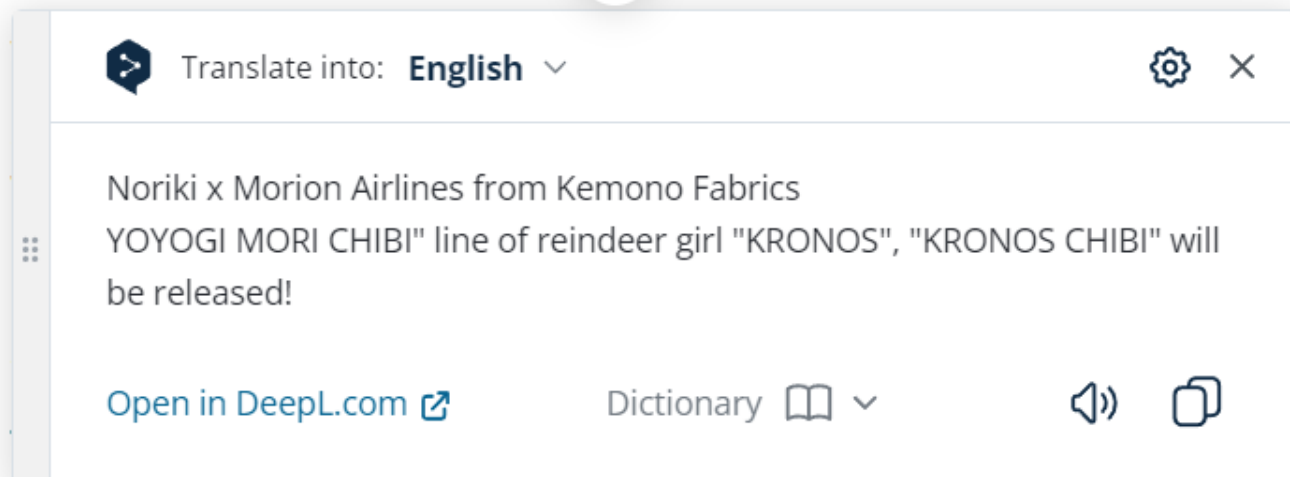 Translate into: English
Noriki x Morion Airlines from Kemono Fabrics
YOYOGI MORI CHIBI" line of reindeer girl "KRONOS", "KRONOS CHIBI" will
be released!
Open in DeepL.com
Dictionary